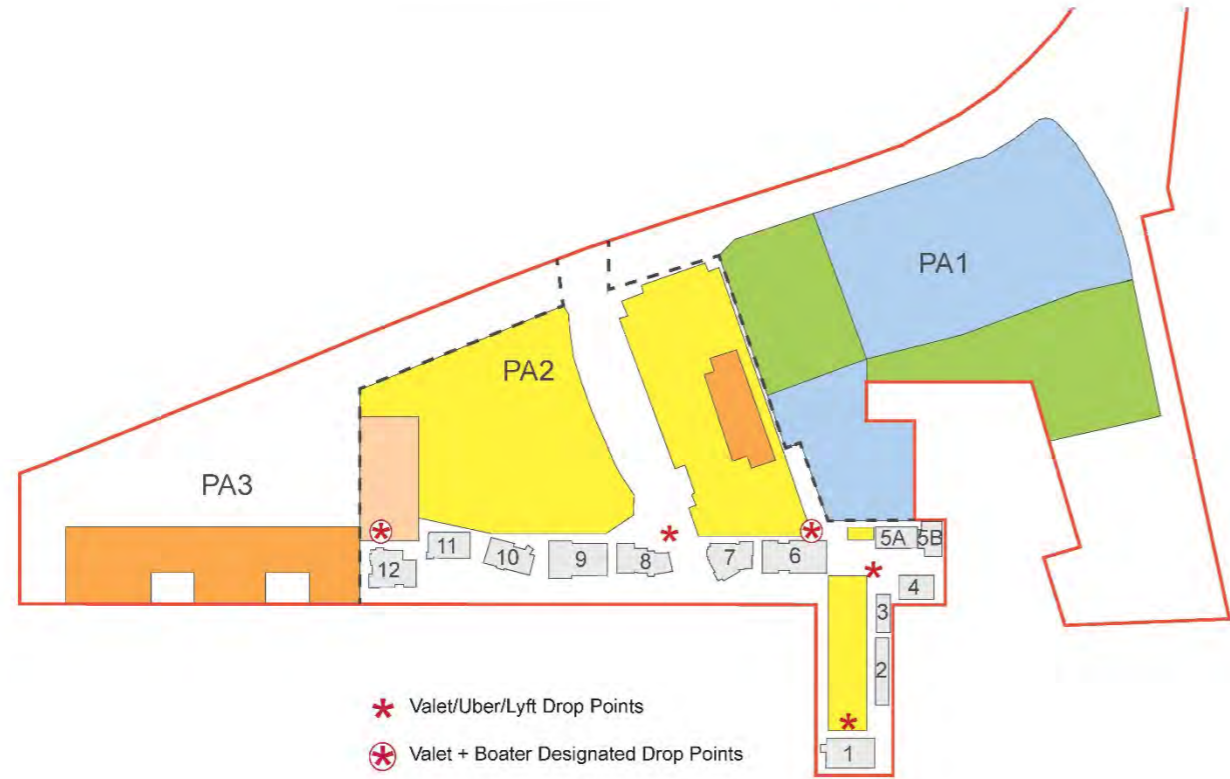 PA1
PA2
PA3
5A
5B
11
10
9
8
7
6
12
4
3
2
1
Valet/Uber/Lyft Drop Points
Valet + Boater Designated Drop Points